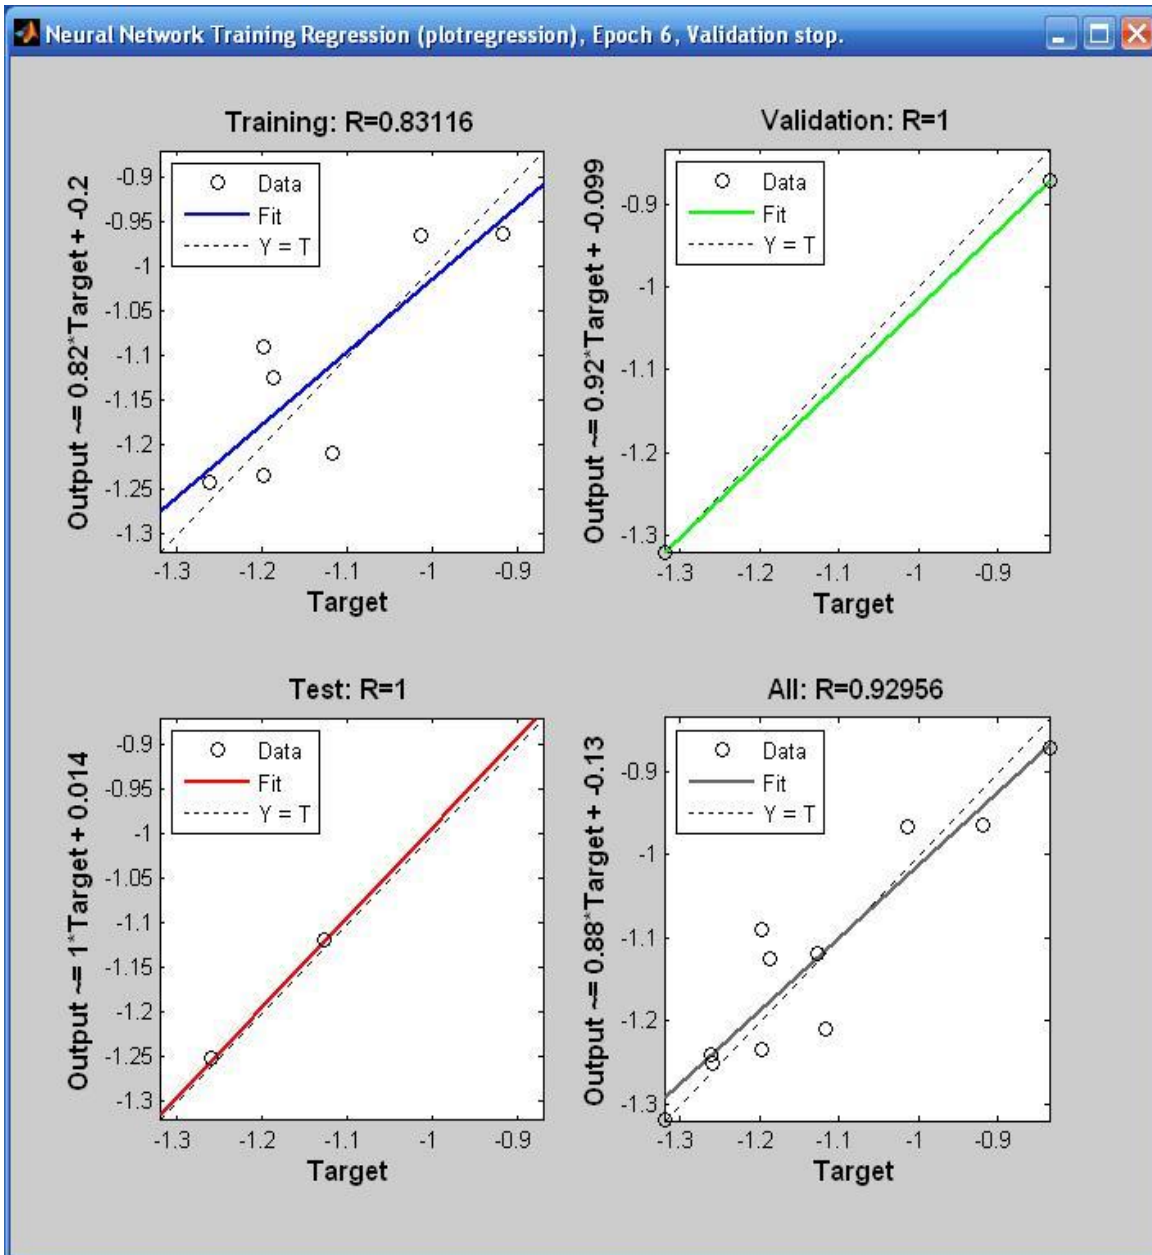 Neural Network Training Regression (plotregression), Epoch 6, Validation stop.
Training: R=0.83116
Output ~= 0.82*Target + -0.2
-0.9
-0.95
-1
-1.05
-1.1
-1.15
-1.2
-1.25
-1.3
Data
Fit
Y = T
-1.3 -1.2 -1.1 -1 -0.9
Target
Validation: R=1
Output ~= 0.92*Target + -0.099
-0.9
-1
-1.1
-1.2
-1.3
Data
Fit
Y = T
-1.3 -1.2 -1.1 -1 -0.9
Target
Test: R=1
Output ~= 1*Target + 0.014
-0.9
-0.95
-1
-1.05
-1.1
-1.15
-1.2
-1.25
-1.3
Data
Fit
Y = T
-1.3 -1.2 -1.1 -1 -0.9
Target
All: R=0.92956
Output ~= 0.88*Target + -0.13
-0.9
-1
-1.1
-1.2
-1.3
Data
Fit
Y = T
-1.3 -1.2 -1.1 -1 -0.9
Target